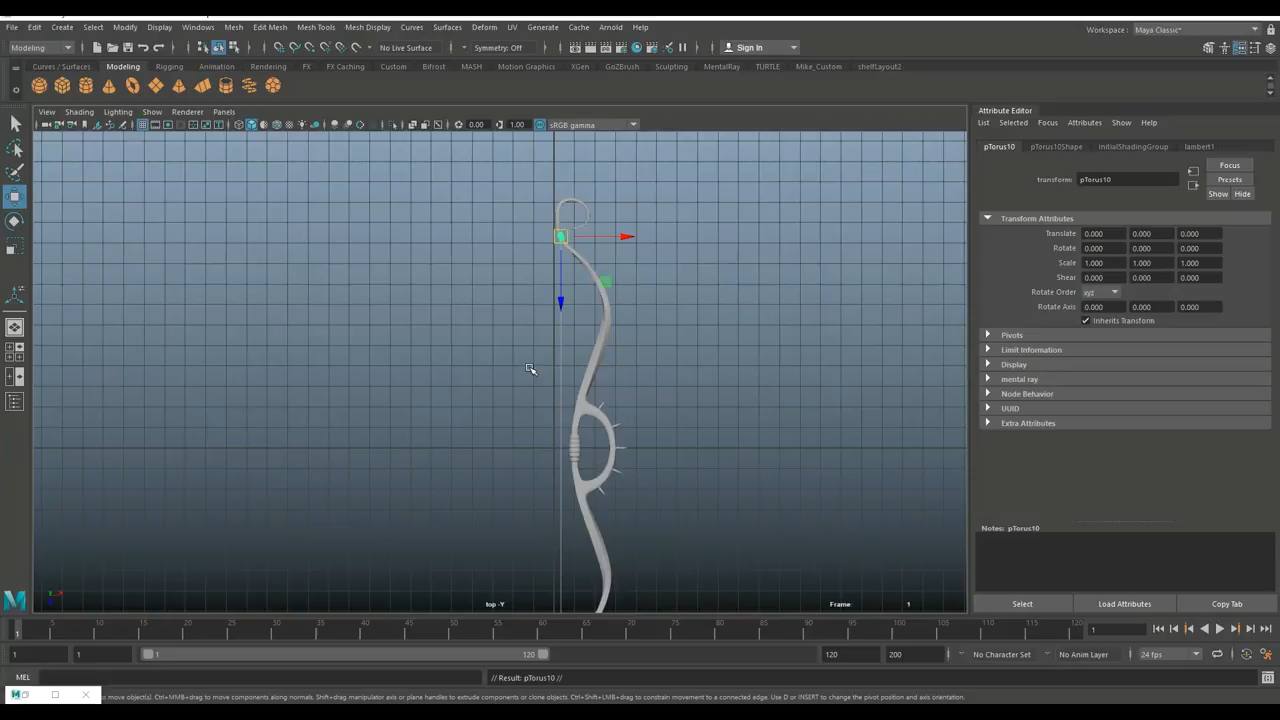 File Edit Create Select Modify Display Windows Mesh Edit Mesh Mesh Tools Mesh Display Curves Surfaces Deform UV Generate Cache Arnold Help
Workspace : Maya Classic*
Modeling No Live Surface Symmetry: Off Sign In
Curves / Surfaces Modeling Rigging Animation Rendering FX FX Caching Custom Bifrost MASH Motion Graphics XGen GoZBrush Sculpting MentalRay TURTLE Mike_Custom shelfLayout2
View Shading Lighting Show Renderer Panels
0.00 1.00 sRGB gamma
Attribute Editor
List Selected Focus Attributes Show Help
pTorus10 pTorus10Shape initialShadingGroup lambert1
Focus
transform: pTorus10 Presets
Show Hide
Transform Attributes
Translate 0.000 0.000 0.000
Rotate 0.000 0.000 0.000
Scale 1.000 1.000 1.000
Shear 0.000 0.000 0.000
Rotate Order xyz
Rotate Axis 0.000 0.000 0.000
Inherits Transform
Pivots
Limit Information
Display
mental ray
Node Behavior
UUID
Extra Attributes
Notes: pTorus10
top -Y Frame: 1
Select Load Attributes Copy Tab
1 5 10 15 20 25 30 35 40 45 50 55 60 65 70 75 80 85 90 95 100 105 110 115 120 1
1 1 1 120 120 200 No Character Set No Anim Layer 24 fps
MEL // Result: pTorus10 //
move object(s). Ctrl+MMB+drag to move components along normals. Shift+drag manipulator axis or plane handles to extrude components or clone objects. Ctrl+Shift+LMB+drag to constrain movement to a connected edge. Use D or INSERT to change the pivot position and axis orientation.